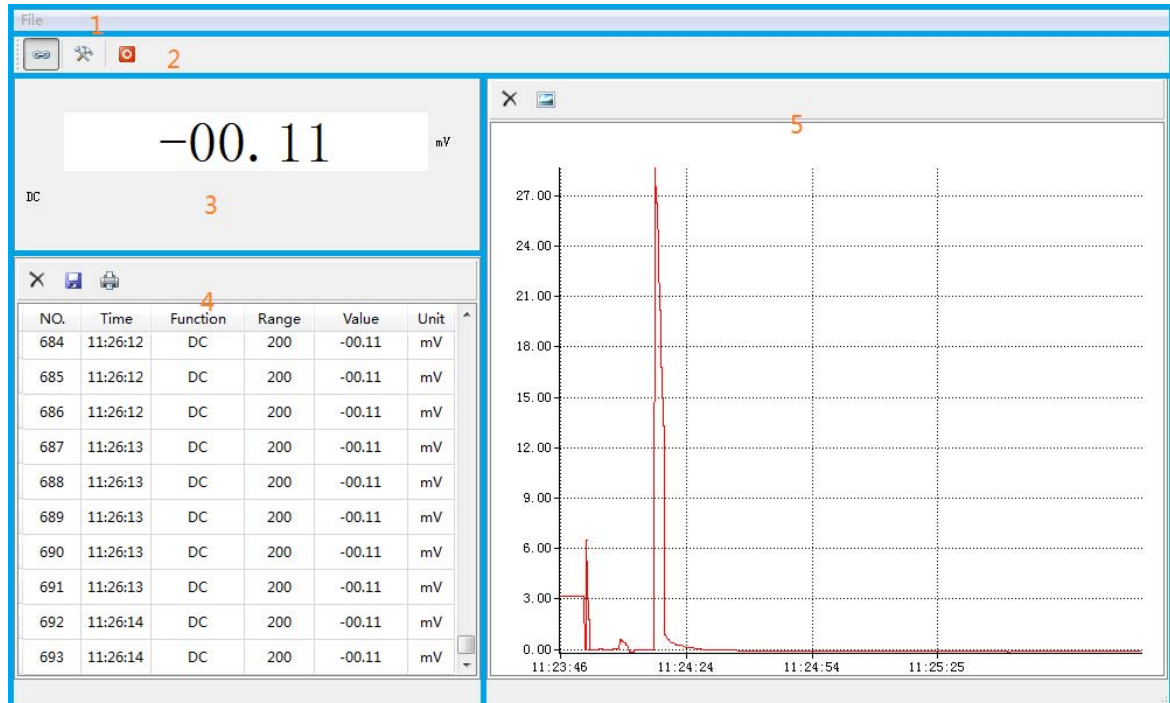 File
1
2
-00.11
mV
DC
3
4
NO. Time Function Range Value Unit
684 11:26:12 DC 200 -00.11 mV
685 11:26:12 DC 200 -00.11 mV
686 11:26:12 DC 200 -00.11 mV
687 11:26:13 DC 200 -00.11 mV
688 11:26:13 DC 200 -00.11 mV
689 11:26:13 DC 200 -00.11 mV
690 11:26:13 DC 200 -00.11 mV
691 11:26:13 DC 200 -00.11 mV
692 11:26:14 DC 200 -00.11 mV
693 11:26:14 DC 200 -00.11 mV
5
27.00
24.00
21.00
18.00
15.00
12.00
9.00
6.00
3.00
0.00
11:23:46 11:24:24 11:24:54 11:25:25